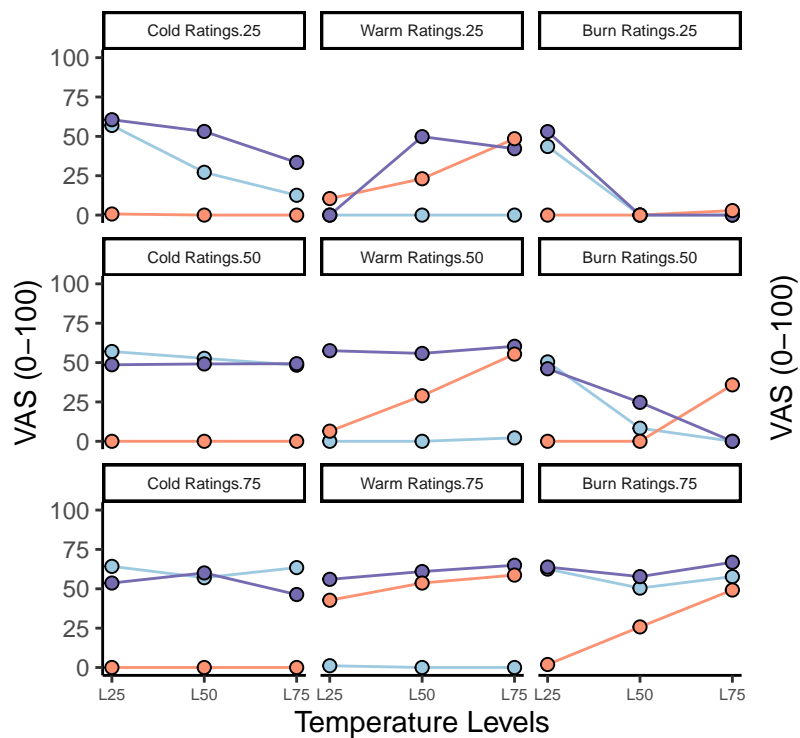 Cold Ratings.25 Warm Ratings.25 Burn Ratings.25
100
75
50
25
0
Cold Ratings.50 Warm Ratings.50 Burn Ratings.50
100
75
50
25
0
Cold Ratings.75 Warm Ratings.75 Burn Ratings.75
100
75
50
25
0
VAS (0−100)
VAS (0−100)
L25 L50 L75 L25 L50 L75 L25 L50 L75
Temperature Levels